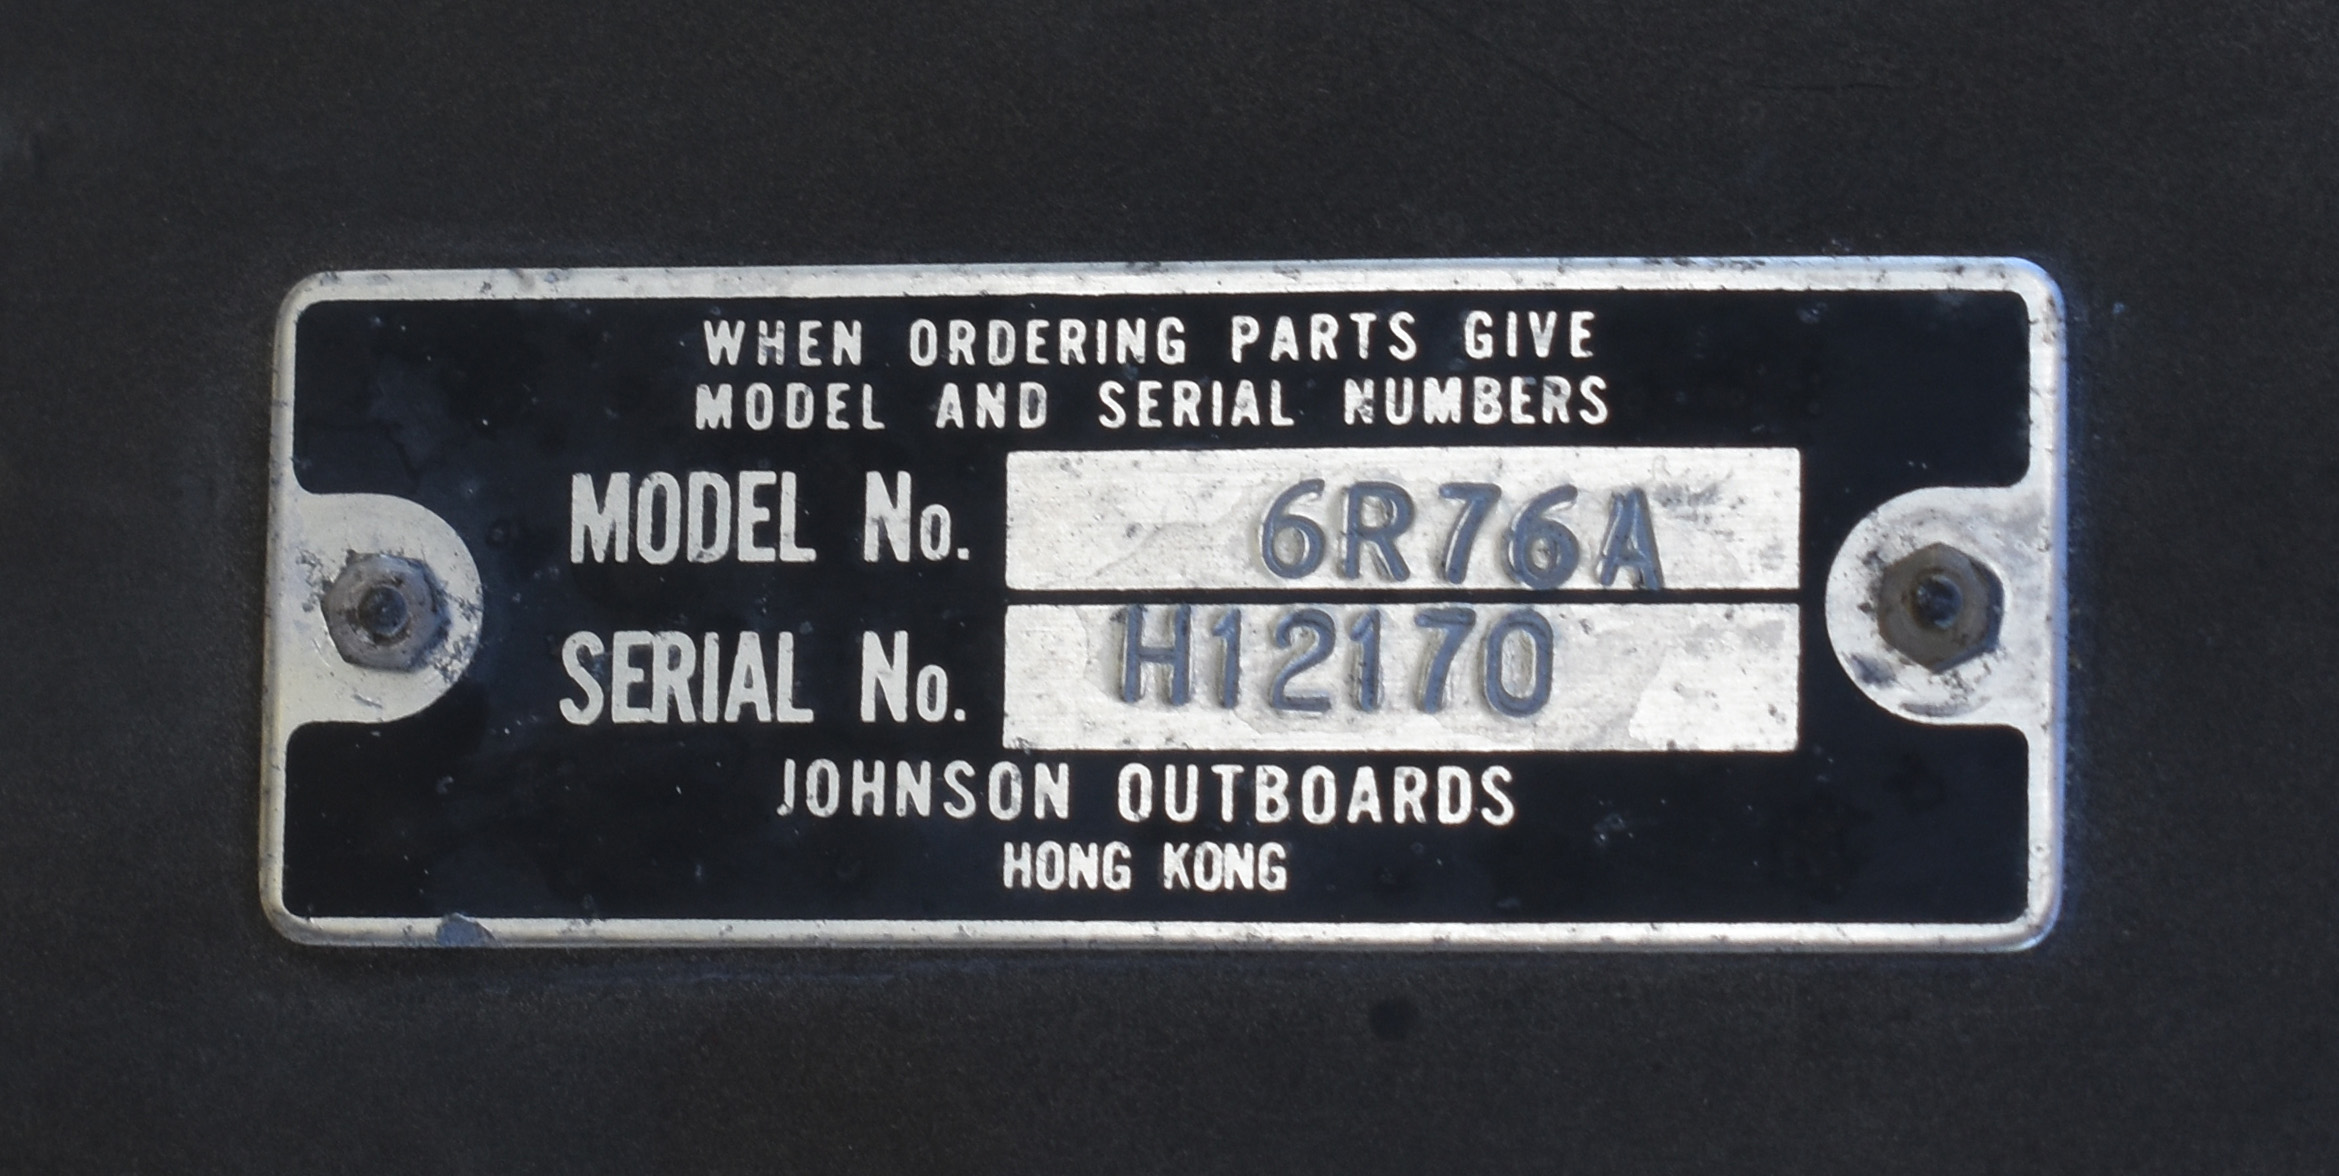 WHEN ORDERING PARTS GIVE
MODEL AND SERIAL NUMBERS
MODEL No. 6R76A
SERIAL No. H12170
JOHNSON OUTBOARDS
HONG KONG